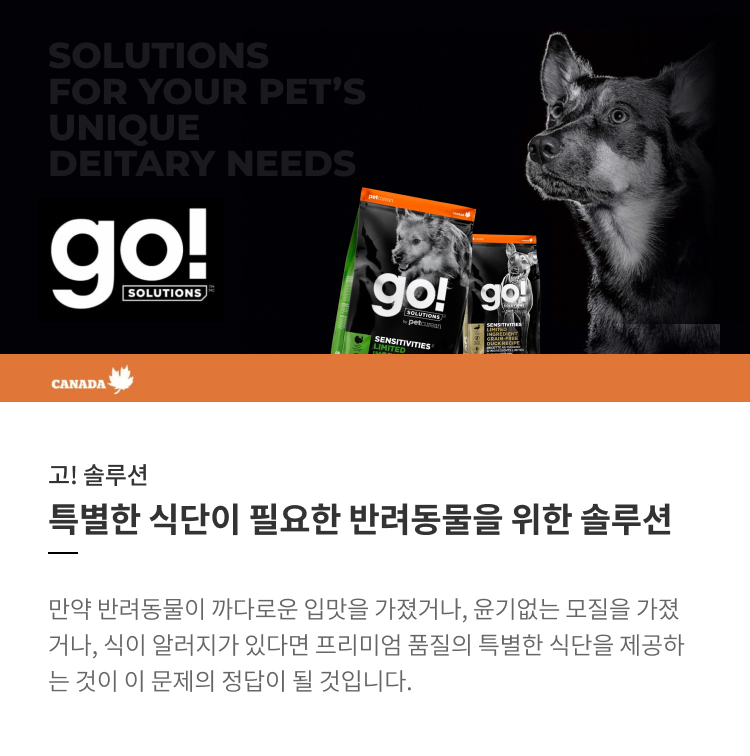 SOLUTIONS
FOR YOUR PET'S
UNIQUE
DEITARY NEEDS
go!
SOLUTIONS
petcurean
CANADA
go!
SOLUTIONS
by petcurean
SENSITIVITIES
LIMITED
go!
SOLUTIONS
SENSITIVITIES
LIMITED
INGREDIENT
GRAIN-FREE
DUCK RECIPE
CANADA
고! 솔루션
특별한 식단이 필요한 반려동물을 위한 솔루션
만약 반려동물이 까다로운 입맛을 가졌거나, 윤기없는 모질을 가졌
거나, 식이 알러지가 있다면 프리미엄 품질의 특별한 식단을 제공하
는 것이 이 문제의 정답이 될 것입니다.